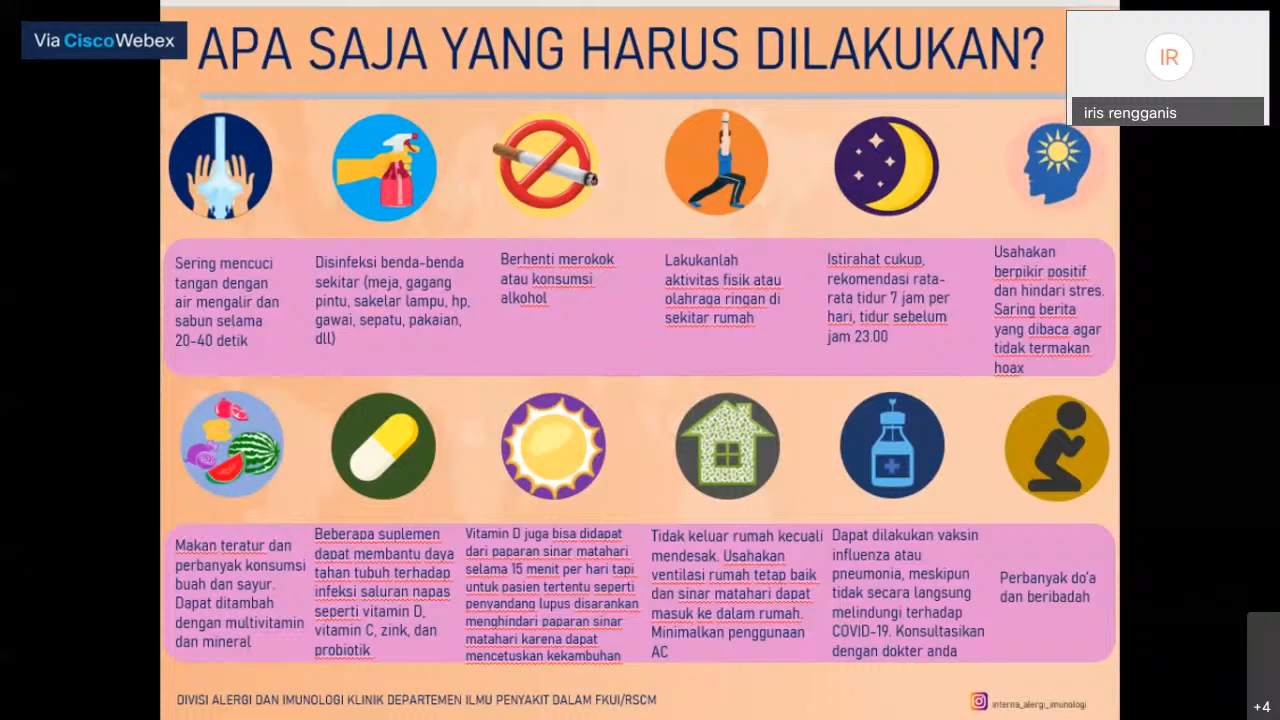 Via CiscoWebex
APA SAJA YANG HARUS DILAKUKAN?
IR
iris rengganis
Sering mencuci
tangan dengan
air mengalir dan
sabun selama
20-40 detik
Disinfeksi benda-benda
sekitar (meja, gagang
pintu, sakelar lampu, hp,
gawai, sepatu, pakaian,
dll)
Berhenti merokok
atau konsumsi
alkohol
Lakukanlah
aktivitas fisik atau
olahraga ringan di
sekitar rumah
Istirahat cukup,
rekomendasi rata-
rata tidur 7 jam per
hari, tidur sebelum
jam 23.00
Usahakan
berpikir positif
dan hindari stres.
Saring berita
yang dibaca agar
tidak termakan
hoax
Makan teratur dan
perbanyak konsumsi
buah dan sayur.
Dapat ditambah
dengan multivitamin
dan mineral
Beberapa suplemen
dapat membantu daya
tahan tubuh terhadap
infeksi saluran napas
seperti vitamin D,
vitamin C, zink, dan
probiotik
Vitamin D juga bisa didapat
dari paparan sinar matahari
selama 15 menit per hari tapi
untuk pasien tertentu seperti
penyandang lupus disarankan
menghindari paparan sinar
matahari karena dapat
mencetuskan kekambuhan
Tidak keluar rumah kecuali
mendesak. Usahakan
ventilasi rumah tetap baik
dan sinar matahari dapat
masuk ke dalam rumah.
Minimalkan penggunaan
AC
Dapat dilakukan vaksin
influenza atau
pneumonia, meskipun
tidak secara langsung
melindungi terhadap
COVID-19. Konsultasikan
dengan dokter anda
Perbanyak do'a
dan beribadah
DIVISI ALERGI DAN IMUNOLOGI KLINIK DEPARTEMEN ILMU PENYAKIT DALAM FKUI/RSCM
interna_alergi_imunologi
+4